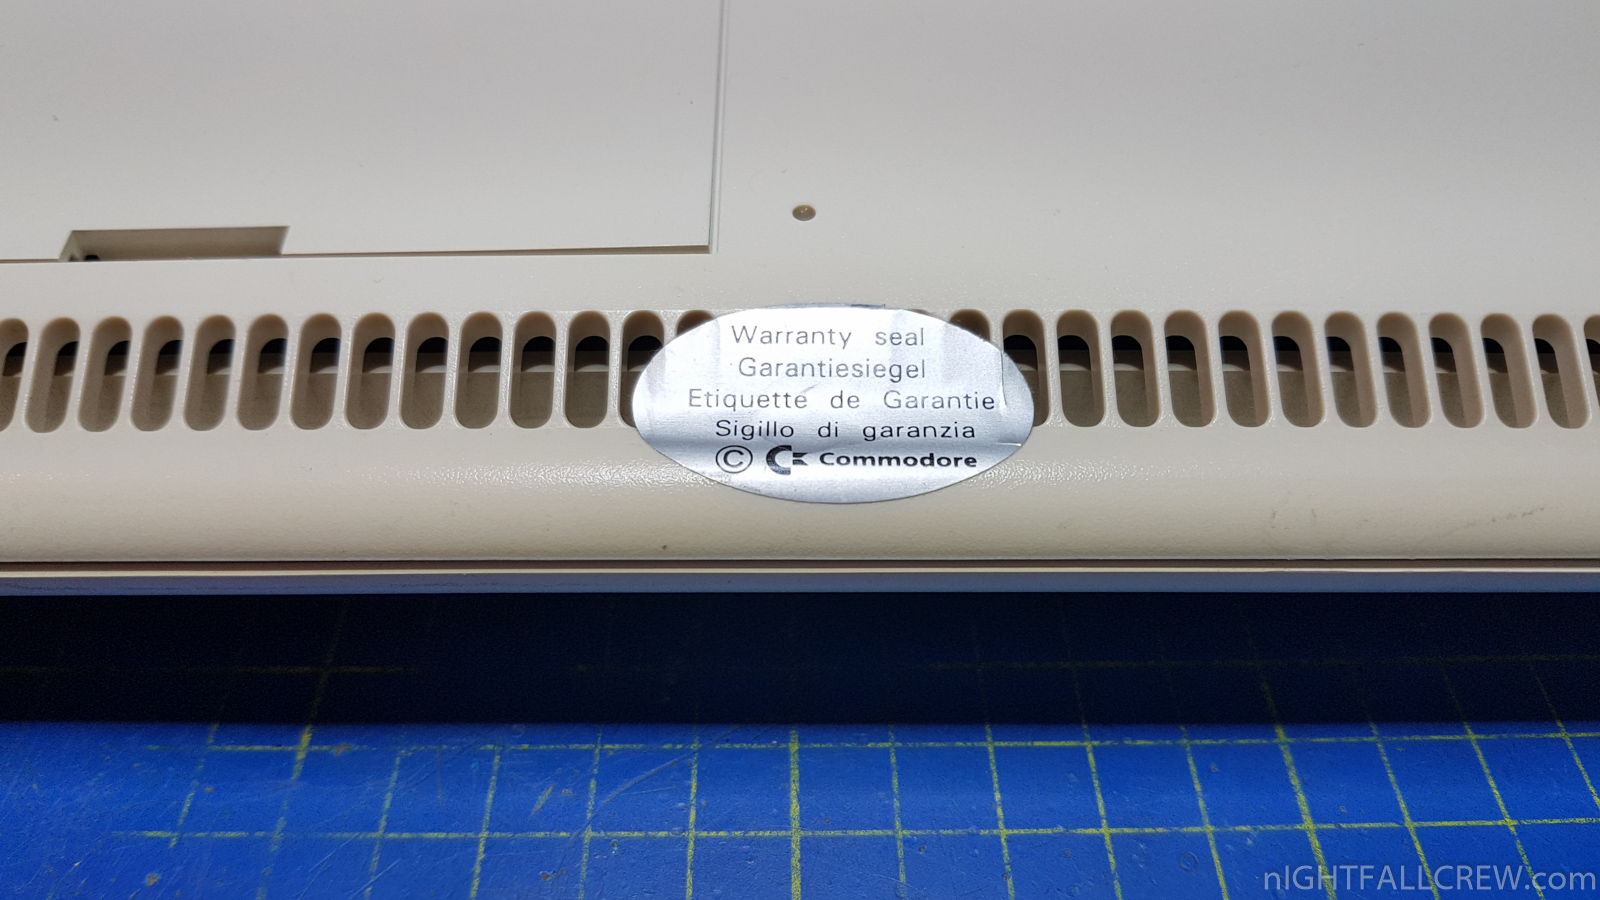 Warranty seal
Garantiesiegel
Etiquette de Garantie
Sigillo di garanzia
© Commodore
nIGHTFALLCREW.com